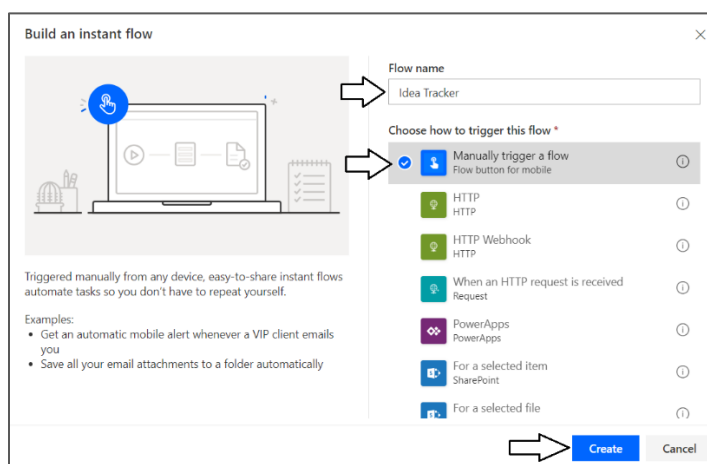 Build an instant flow
Triggered manually from any device, easy-to-share instant flows
automate tasks so you don't have to repeat yourself.
Examples:
• Get an automatic mobile alert whenever a VIP client emails
you
• Save all your email attachments to a folder automatically
Flow name
Idea Tracker
Choose how to trigger this flow *
Manually trigger a flow
Flow button for mobile
HTTP
HTTP
HTTP Webhook
HTTP
When an HTTP request is received
Request
PowerApps
PowerApps
For a selected item
SharePoint
For a selected file
Create
Cancel